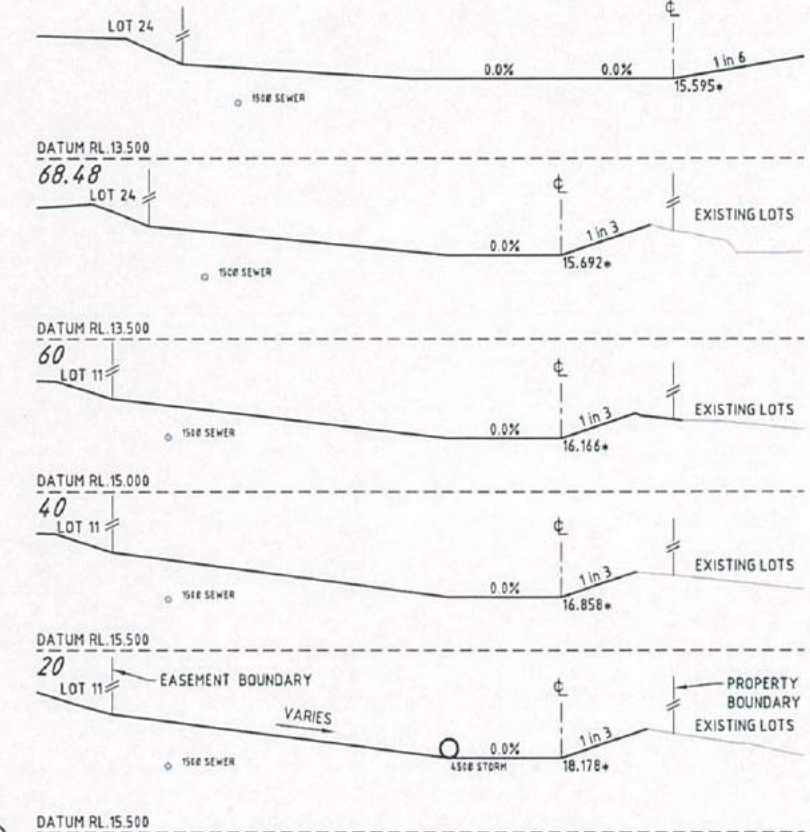 LOT 24
℄
0.0%
0.0%
1 in 6
15.595*
150Ø SEWER
DATUM RL.13.500
68.48
LOT 24
℄
EXISTING LOTS
0.0%
1 in 3
15.692*
150Ø SEWER
DATUM RL.13.500
60
LOT 11
℄
EXISTING LOTS
0.0%
1 in 3
16.166*
150Ø SEWER
DATUM RL.15.000
40
LOT 11
℄
EXISTING LOTS
0.0%
1 in 3
16.858*
150Ø SEWER
DATUM RL.15.500
20
LOT 11
EASEMENT BOUNDARY
℄
PROPERTY
BOUNDARY
EXISTING LOTS
VARIES
0.0%
1 in 3
18.178*
450Ø STORM
150Ø SEWER
DATUM RL.15.500